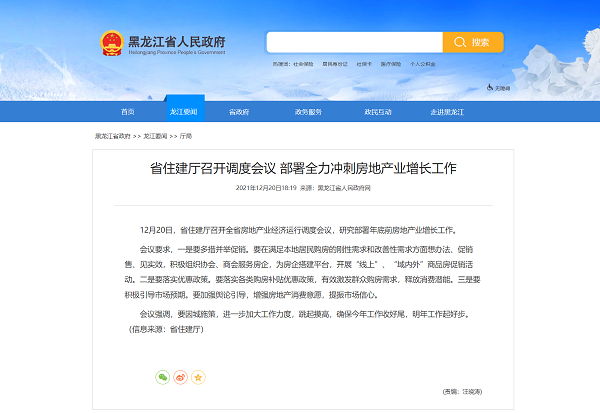 黑龙江省人民政府
Heilongjiang Province People's Government
搜索
热搜词：社会保险 居民身份证 社保卡 医疗保险 个人公积金
无障碍
首页 龙江要闻 省政府 政务服务 政民互动 走进黑龙江
黑龙江省政府 >> 龙江要闻 >> 厅局
省住建厅召开调度会议 部署全力冲刺房地产业增长工作
2021年12月20日18:19 来源：黑龙江省人民政府网
12月20日，省住建厅召开全省房地产业经济运行调度会议，研究部署年底前房地产业增长工作。
会议要求，一是要多措并举促销。要在满足本地居民购房的刚性需求和改善性需求方面想办法、促销
售、见实效，积极组织协会、商会服务房企，为房企搭建平台，开展“线上”、“域内外”商品房促销活
动。二是要落实优惠政策。要落实各类购房补贴优惠政策，有效激发群众购房需求，释放消费潜能。三是要
积极引导市场预期。要加强舆论引导，增强房地产消费意愿，提振市场信心。
会议强调，要因城施策，进一步加大工作力度，跳起摸高，确保今年工作收好尾，明年工作起好步。
（信息来源：省住建厅）
(责编：汪晓涛)